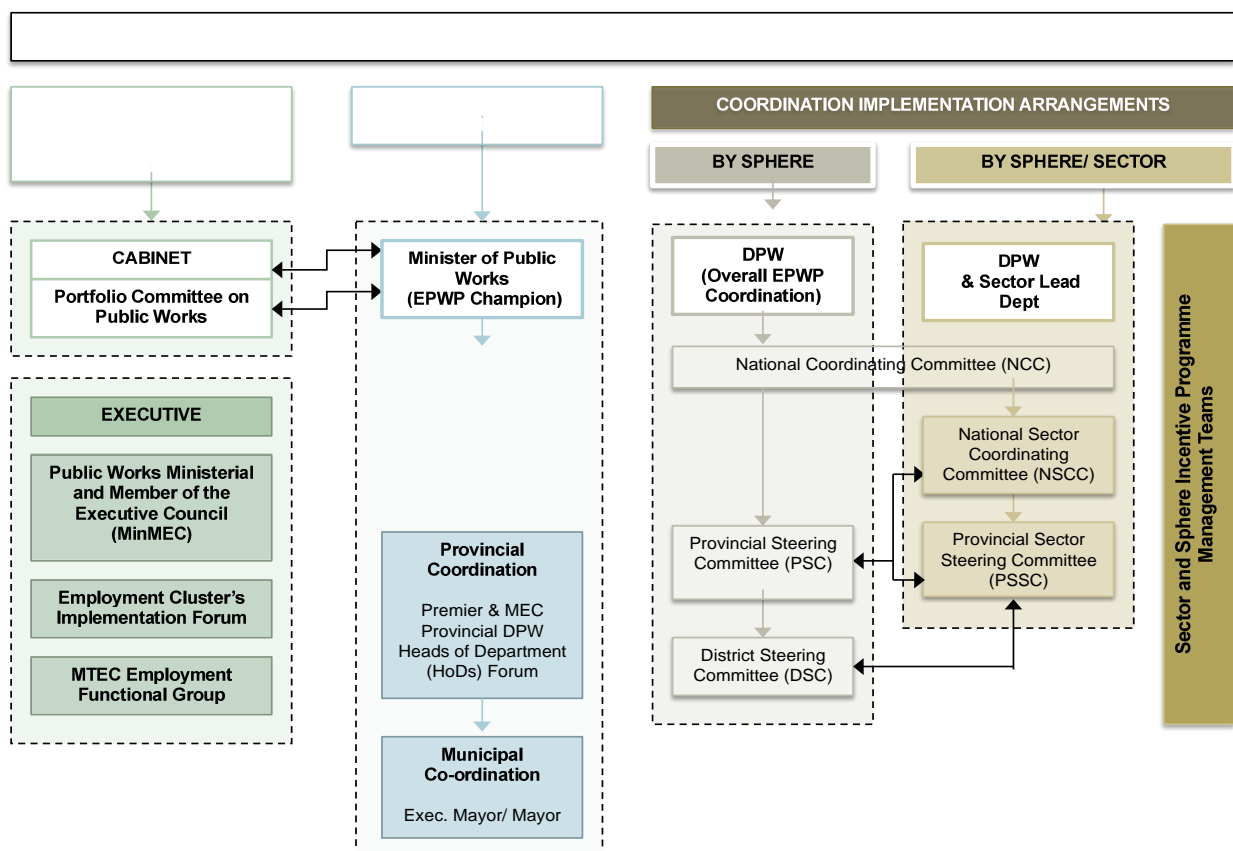 COORDINATION IMPLEMENTATION ARRANGEMENTS
BY SPHERE
BY SPHERE/ SECTOR
CABINET
Portfolio Committee on
Public Works
EXECUTIVE
Public Works Ministerial
and Member of the
Executive Council
(MinMEC)
Employment Cluster's
Implementation Forum
MTEC Employment
Functional Group
Minister of Public
Works
(EPWP Champion)
Provincial
Coordination
Premier & MEC
Provincial DPW
Heads of Department
(HoDs) Forum
Municipal
Co-ordination
Exec. Mayor/ Mayor
DPW
(Overall EPWP
Coordination)
National Coordinating Committee (NCC)
Provincial Steering
Committee (PSC)
District Steering
Committee (DSC)
DPW
& Sector Lead
Dept
National Sector
Coordinating
Committee (NSCC)
Provincial Sector
Steering Committee
(PSSC)
Sector and Sphere Incentive Programme
Management Teams